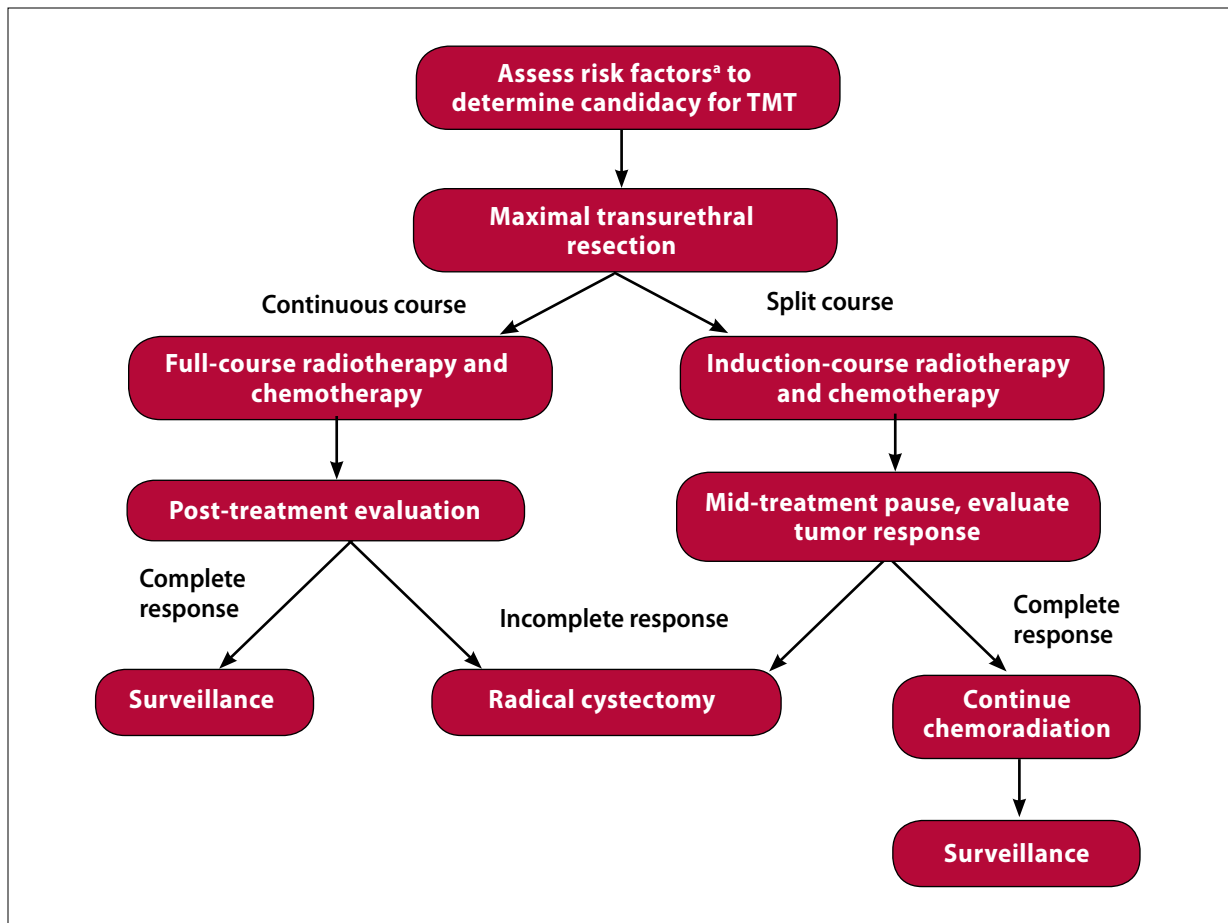 Assess risk factorsᵃ to
determine candidacy for TMT
Maximal transurethral
resection
Continuous course
Split course
Full-course radiotherapy and
chemotherapy
Induction-course radiotherapy
and chemotherapy
Post-treatment evaluation
Mid-treatment pause, evaluate
tumor response
Complete
response
Incomplete response
Complete
response
Surveillance
Radical cystectomy
Continue
chemoradiation
Surveillance